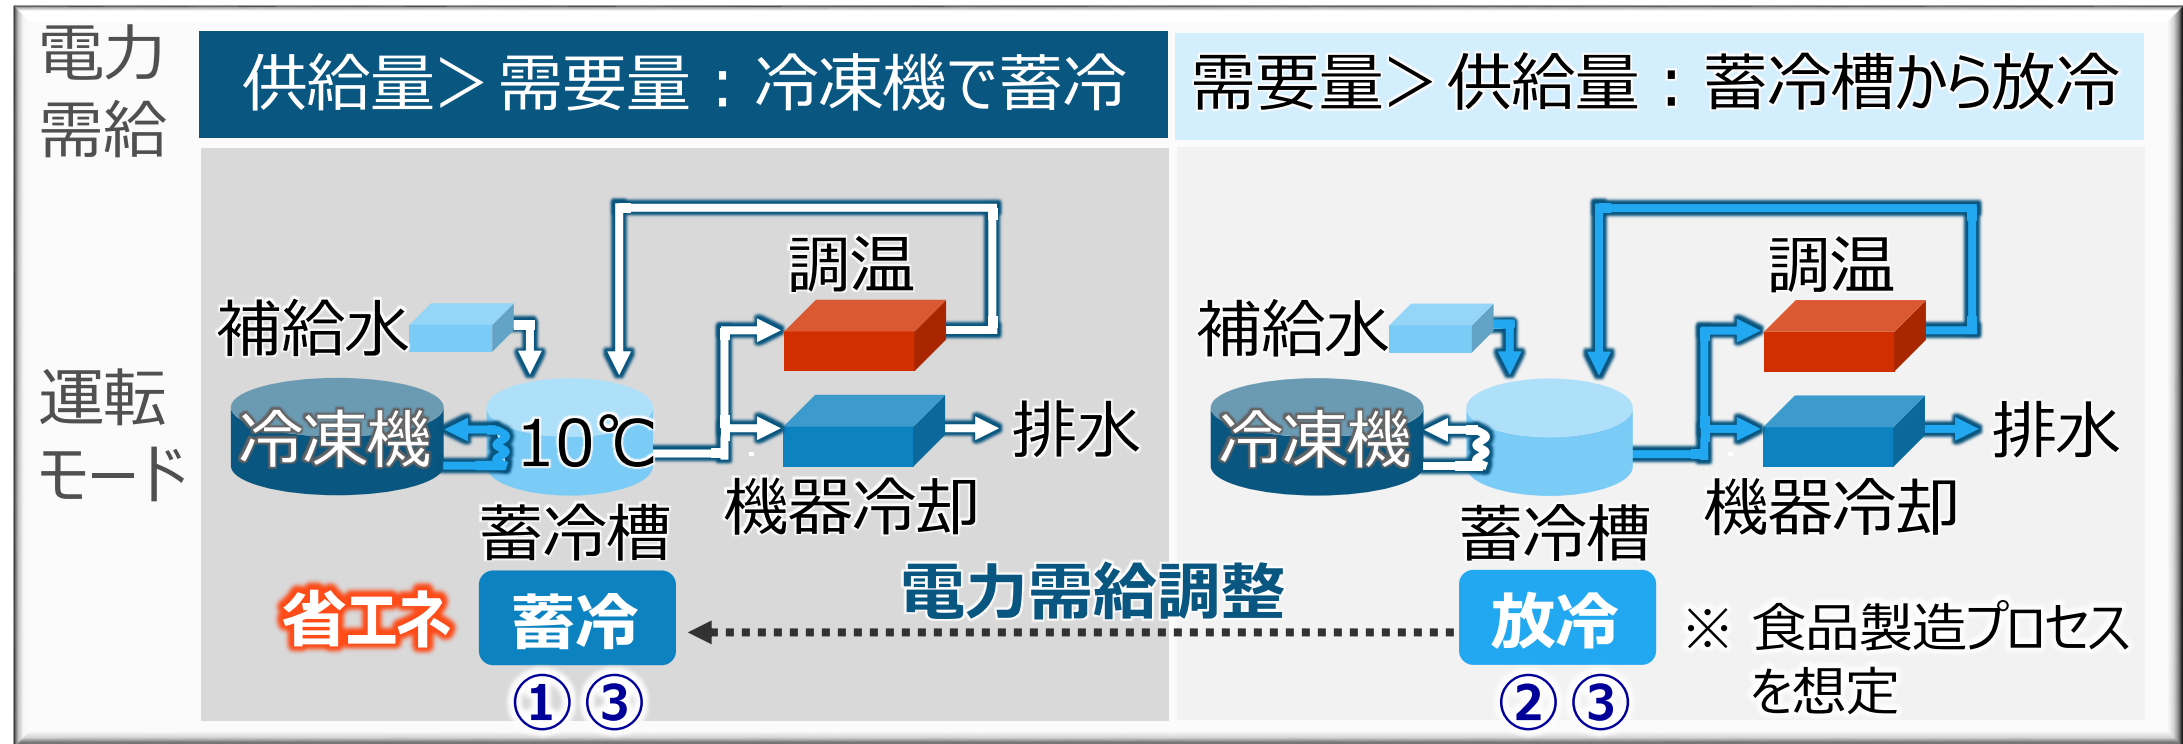 電力
需給
供給量＞需要量：冷凍機で蓄冷
需要量＞供給量：蓄冷槽から放冷
運転
モード
調温
補給水
冷凍機
10℃
排水
機器冷却
蓄冷槽
省エネ
蓄冷
①③
電力需給調整
調温
補給水
冷凍機
排水
機器冷却
蓄冷槽
放冷
②③
※ 食品製造プロセス
を想定